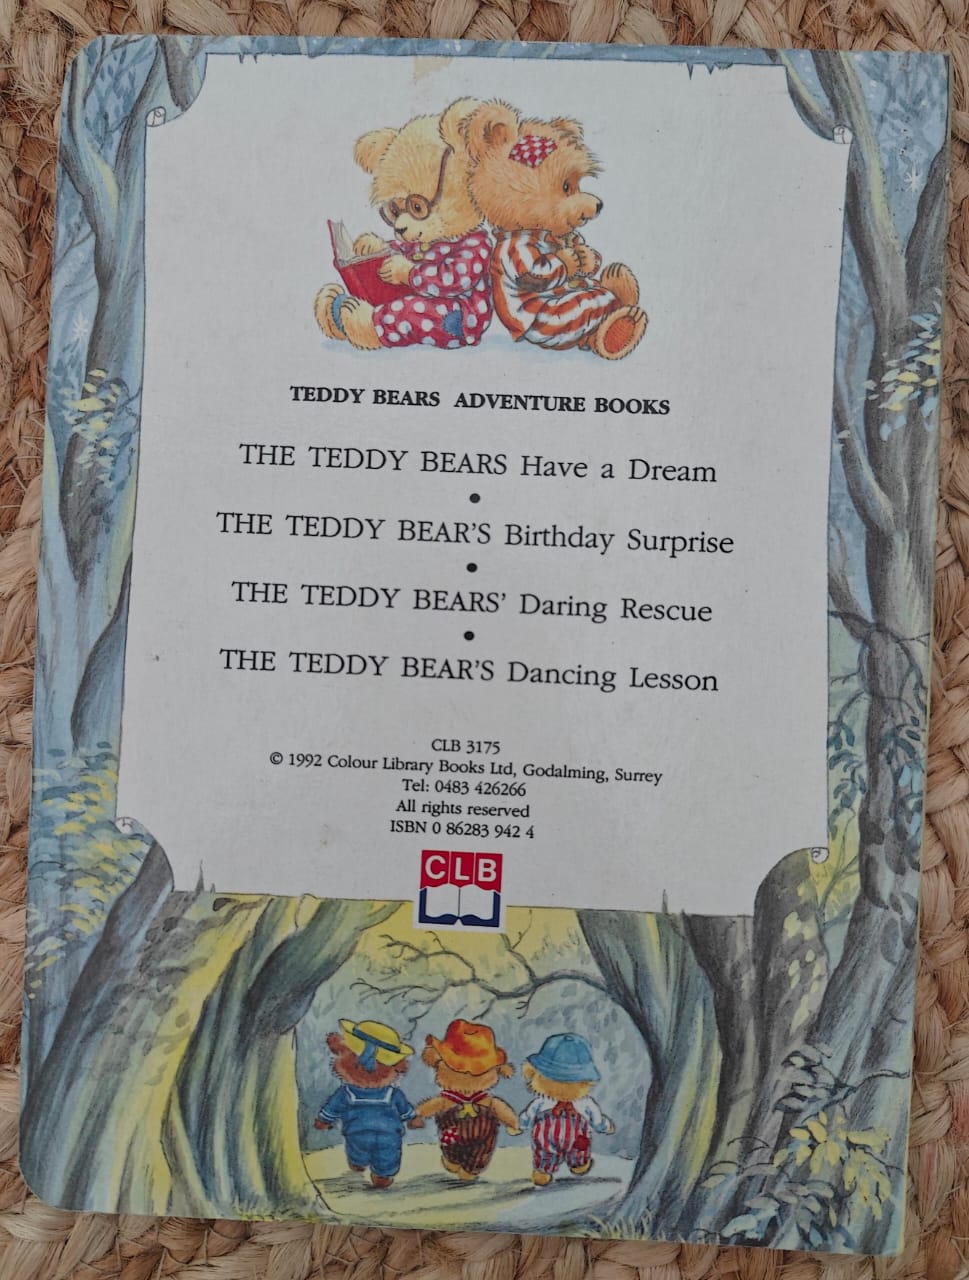 TEDDY BEARS ADVENTURE BOOKS
THE TEDDY BEARS Have a Dream
•
THE TEDDY BEAR'S Birthday Surprise
•
THE TEDDY BEARS' Daring Rescue
•
THE TEDDY BEAR'S Dancing Lesson
CLB 3175
© 1992 Colour Library Books Ltd, Godalming, Surrey
Tel: 0483 426266
All rights reserved
ISBN 0 86283 942 4
CLB